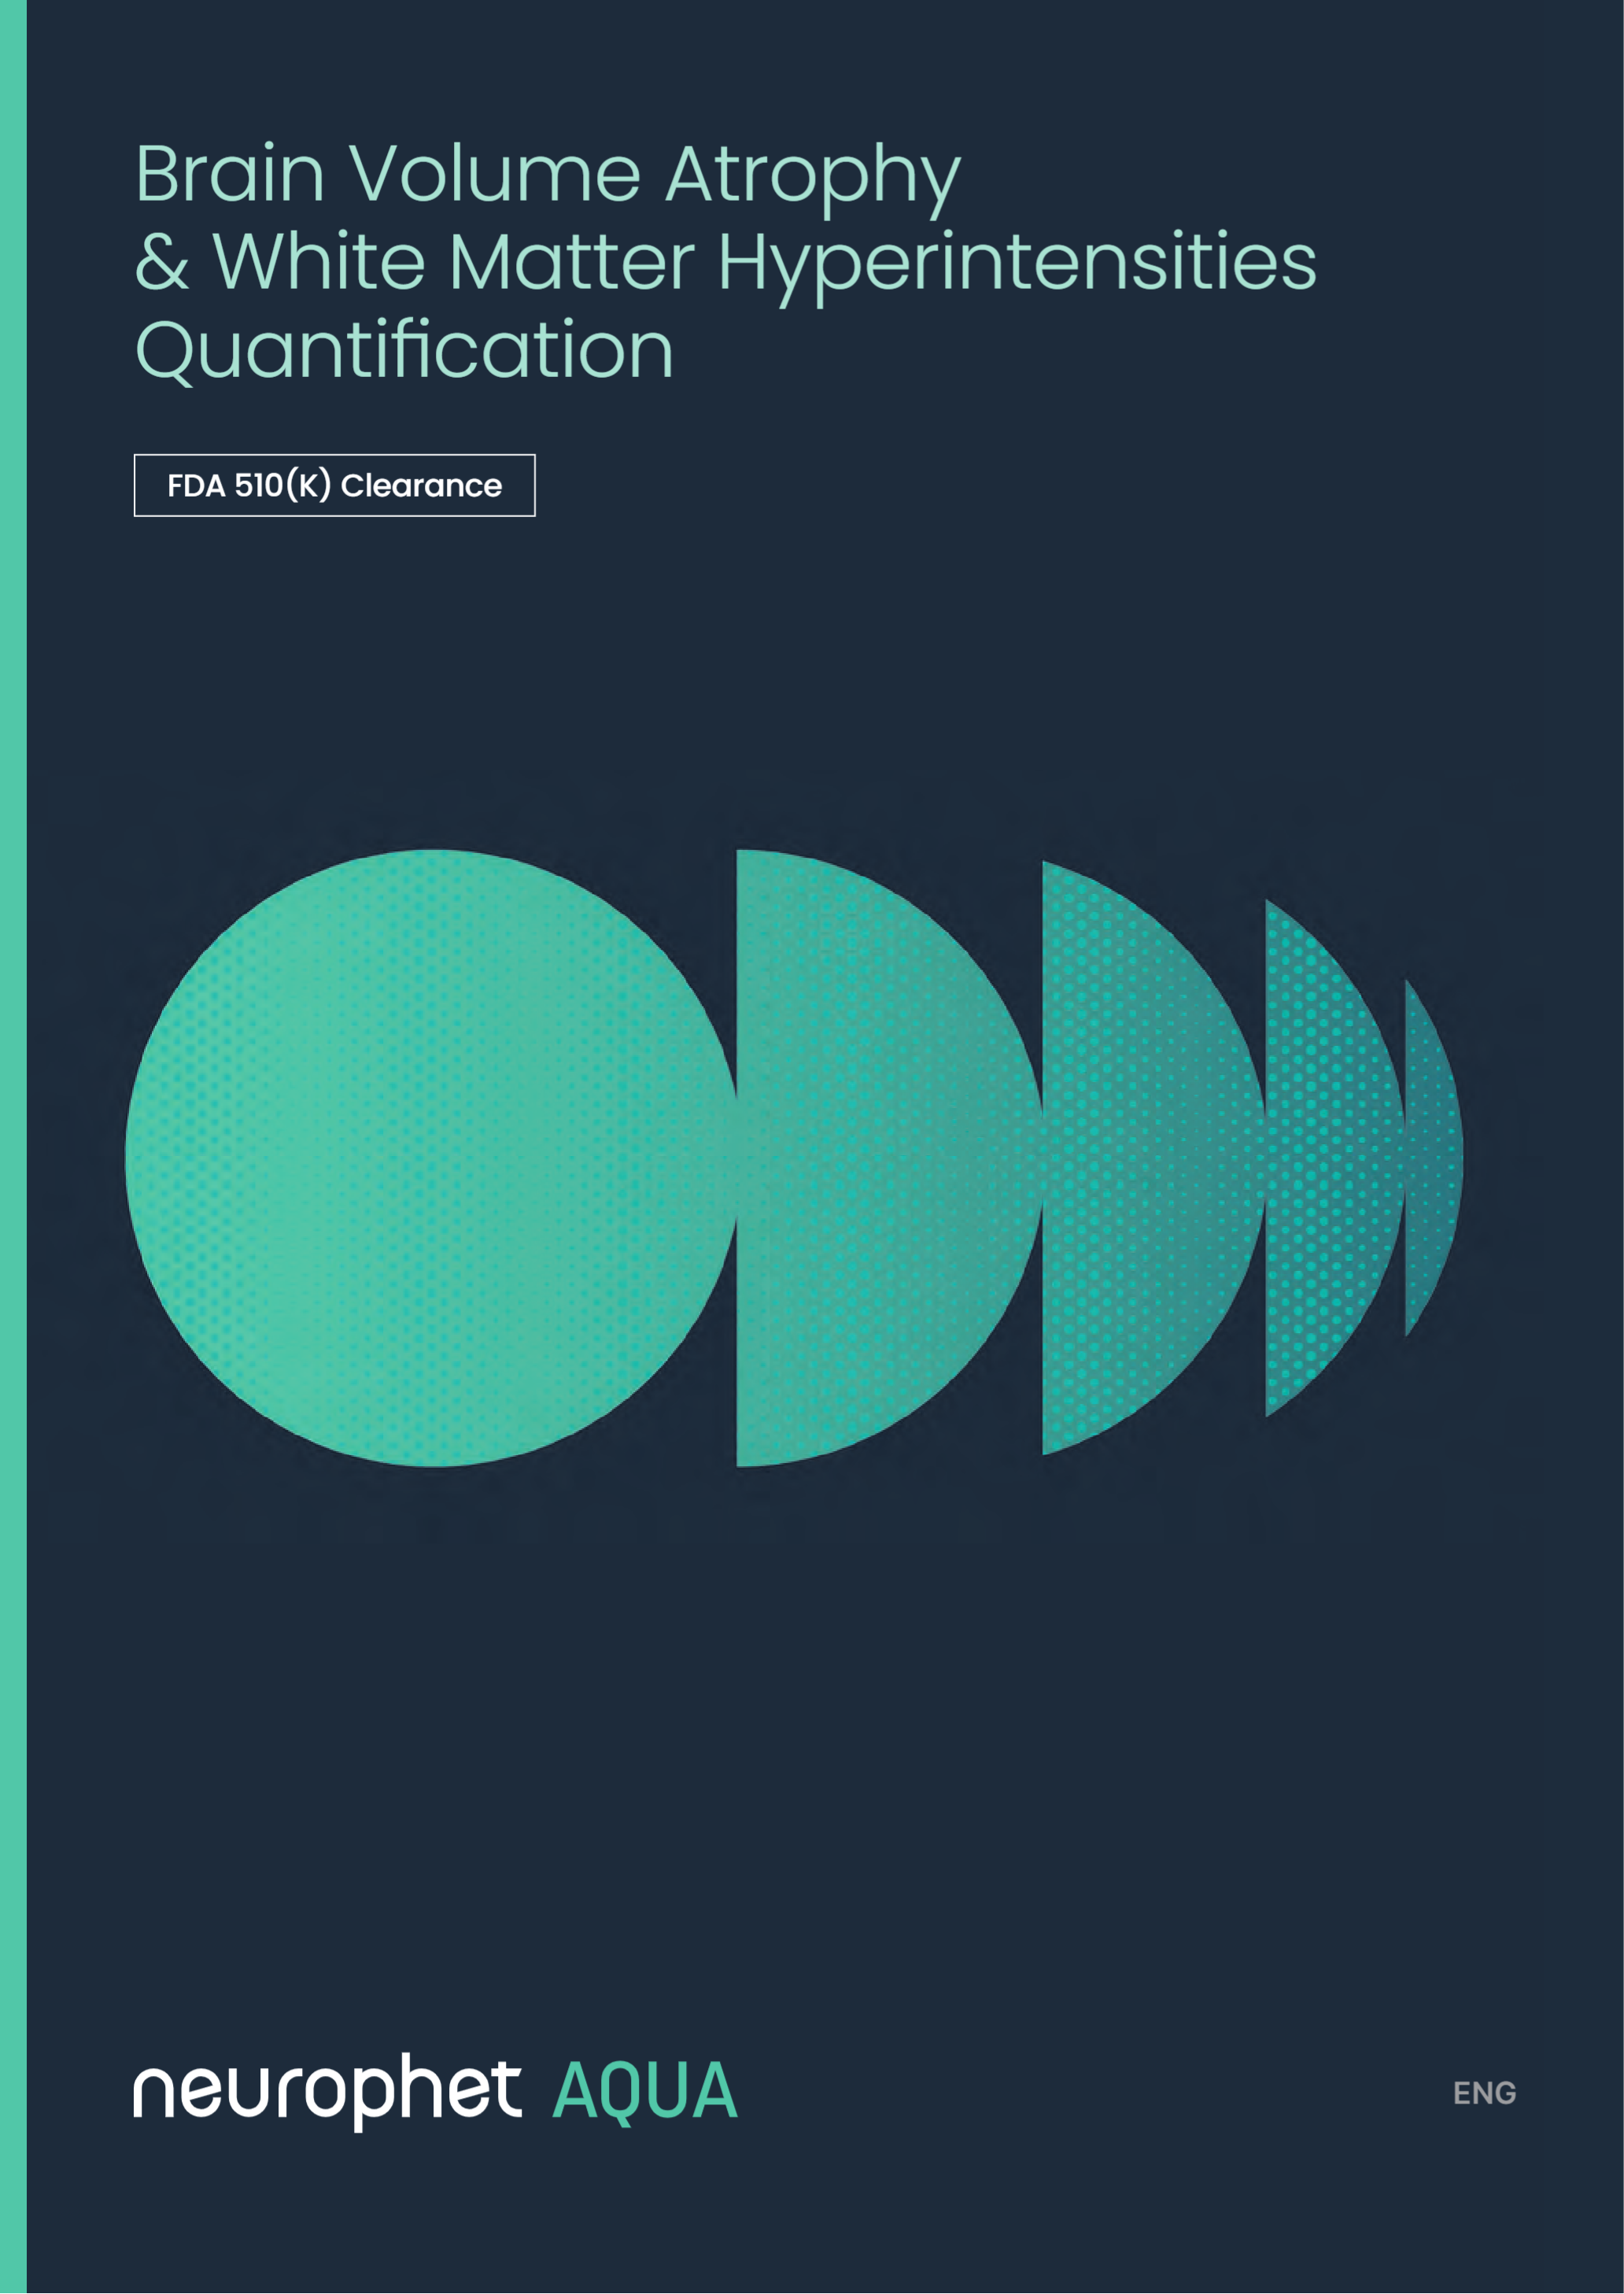 Brain Volume Atrophy
& White Matter Hyperintensities
Quantification
FDA 510(K) Clearance
neurophet AQUA
ENG